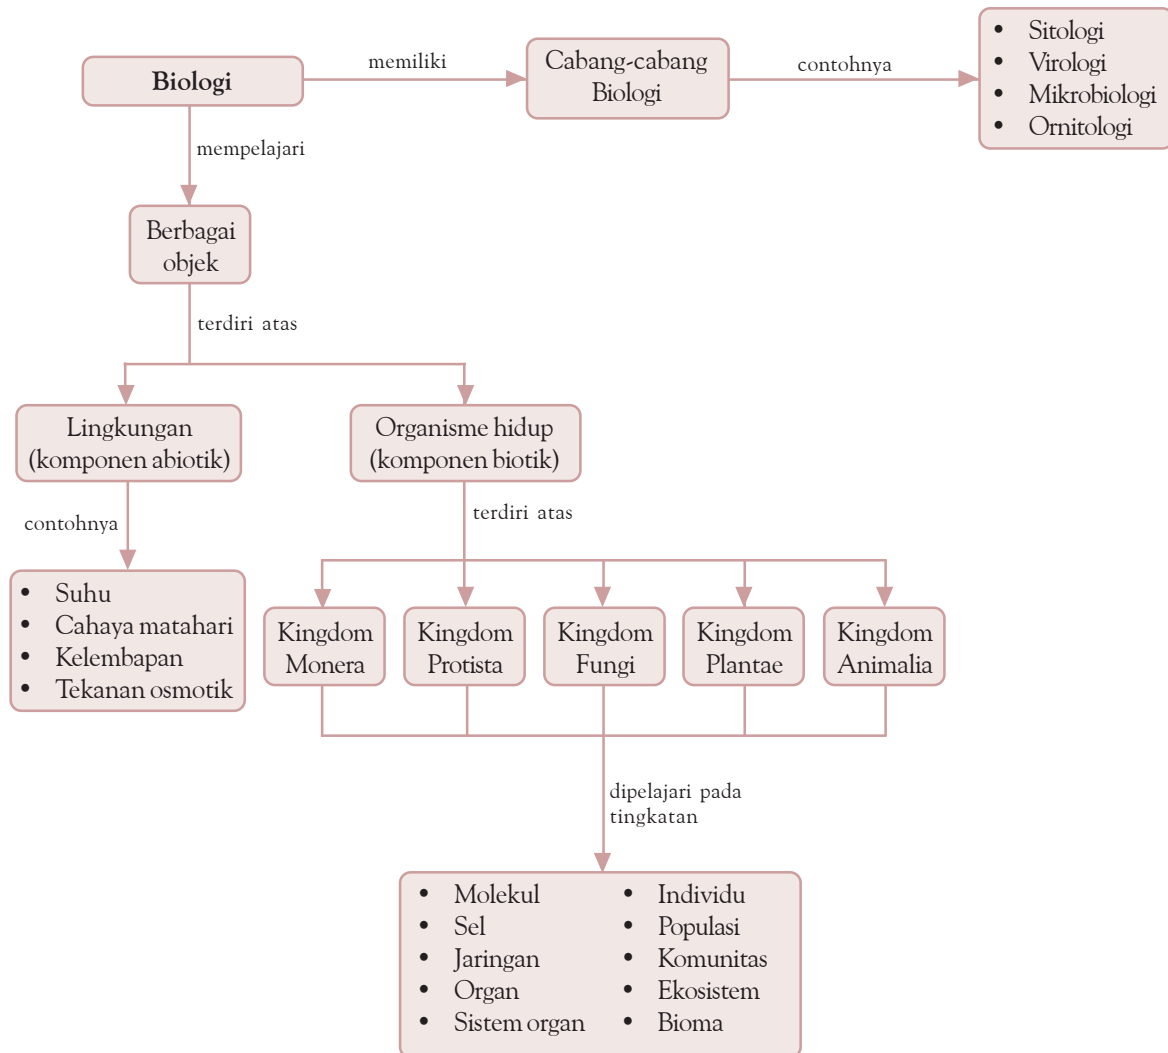 Biologi
memiliki
Cabang-cabang
Biologi
contohnya
• Sitologi
• Virologi
• Mikrobiologi
• Ornitologi
mempelajari
Berbagai
objek
terdiri atas
Lingkungan
(komponen abiotik)
Organisme hidup
(komponen biotik)
contohnya
terdiri atas
• Suhu
• Cahaya matahari
• Kelembapan
• Tekanan osmotik
Kingdom
Monera
Kingdom
Protista
Kingdom
Fungi
Kingdom
Plantae
Kingdom
Animalia
dipelajari pada
tingkatan
• Molekul
• Sel
• Jaringan
• Organ
• Sistem organ
• Individu
• Populasi
• Komunitas
• Ekosistem
• Bioma